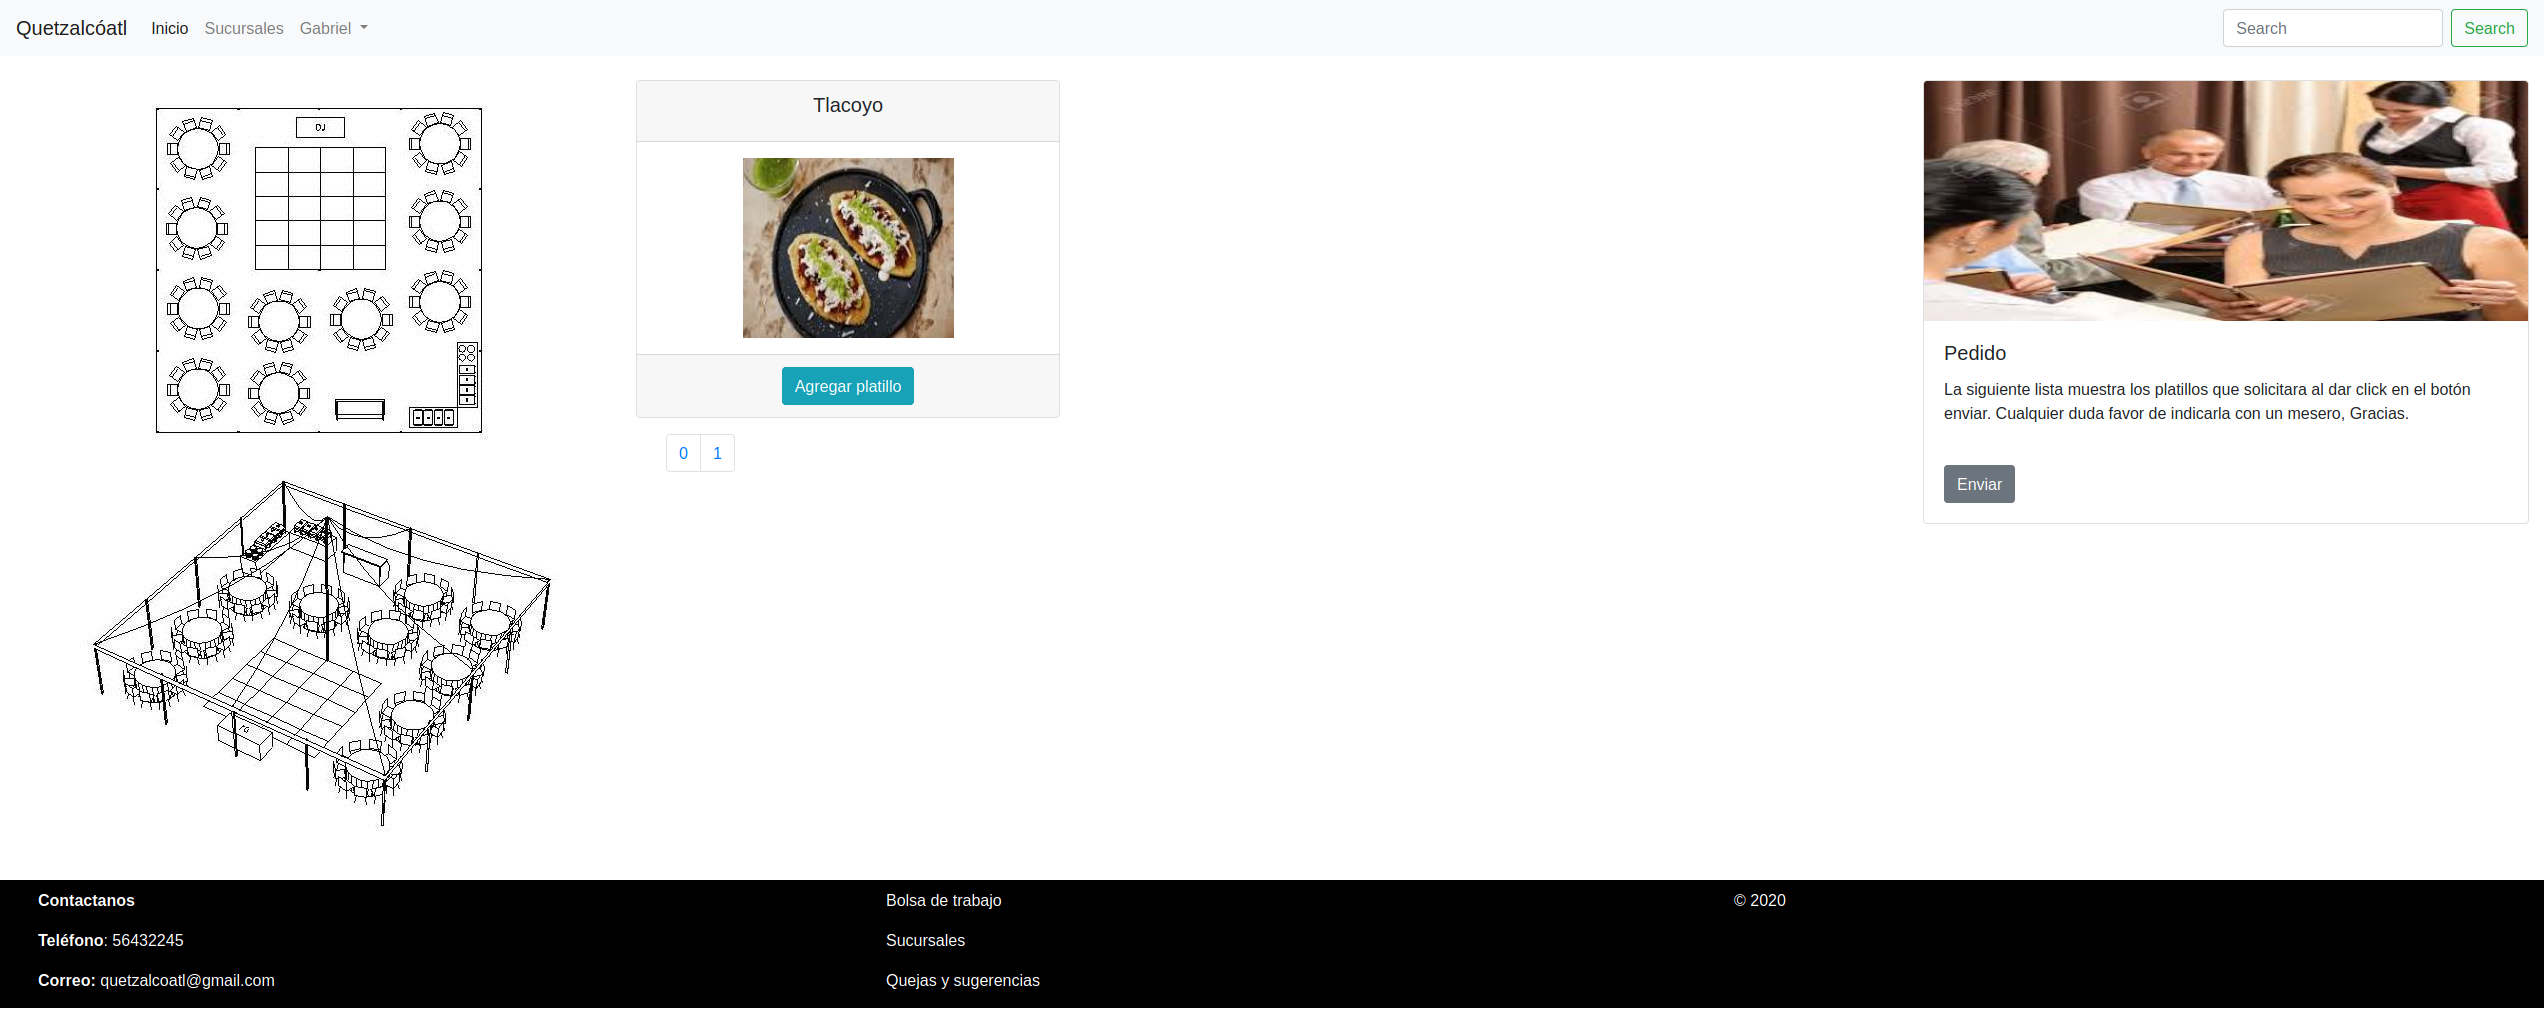 Quetzalcóatl Inicio Sucursales Gabriel Search Search
DJ
Tlacoyo
Agregar platillo
0 1
Pedido
La siguiente lista muestra los platillos que solicitara al dar click en el botón
enviar. Cualquier duda favor de indicarla con un mesero, Gracias.
Enviar
Contactanos
Teléfono: 56432245
Correo: quetzalcoatl@gmail.com
Bolsa de trabajo
Sucursales
Quejas y sugerencias
© 2020